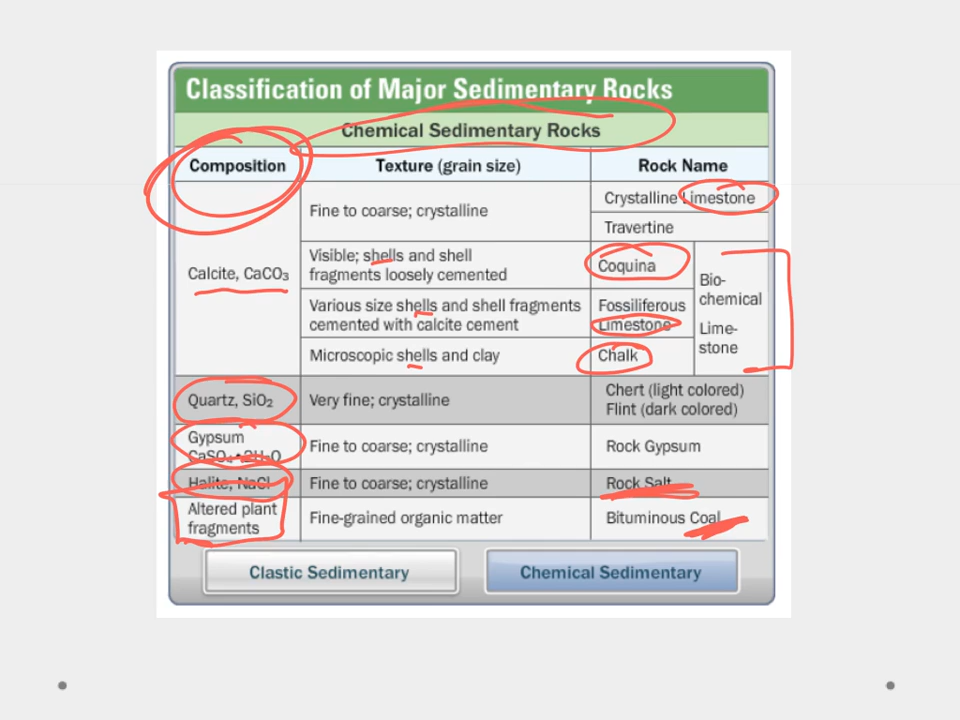 Classification of Major Sedimentary Rocks
Chemical Sedimentary Rocks
Composition
Texture (grain size)
Rock Name
Calcite, CaCO₃
Fine to coarse; crystalline
Crystalline Limestone
Travertine
Visible; shells and shell
fragments loosely cemented
Coquina
Various size shells and shell fragments
cemented with calcite cement
Fossiliferous
Limestone
Microscopic shells and clay
Chalk
Bio-
chemical
Lime-
stone
Quartz, SiO₂
Very fine; crystalline
Chert (light colored)
Flint (dark colored)
Gypsum
CaSO₄•2H₂O
Fine to coarse; crystalline
Rock Gypsum
Halite, NaCl
Fine to coarse; crystalline
Rock Salt
Altered plant
fragments
Fine-grained organic matter
Bituminous Coal
Clastic Sedimentary
Chemical Sedimentary